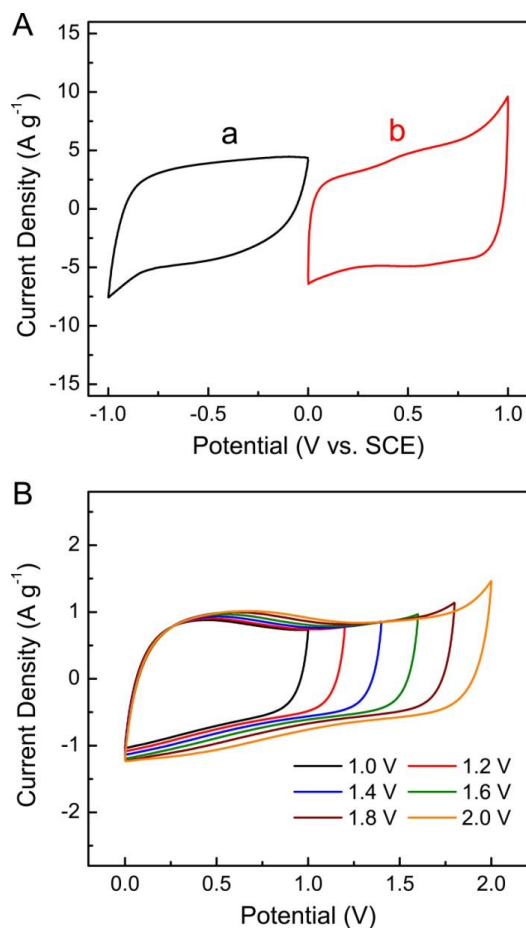 A
Current Density (A g⁻¹)
15
10
5
0
-5
-10
-15
a
b
-1.0 -0.5 0.0 0.5 1.0
Potential (V vs. SCE)
B
Current Density (A g⁻¹)
2
1
0
-1
-2
1.0 V 1.2 V
1.4 V 1.6 V
1.8 V 2.0 V
0.0 0.5 1.0 1.5 2.0
Potential (V)